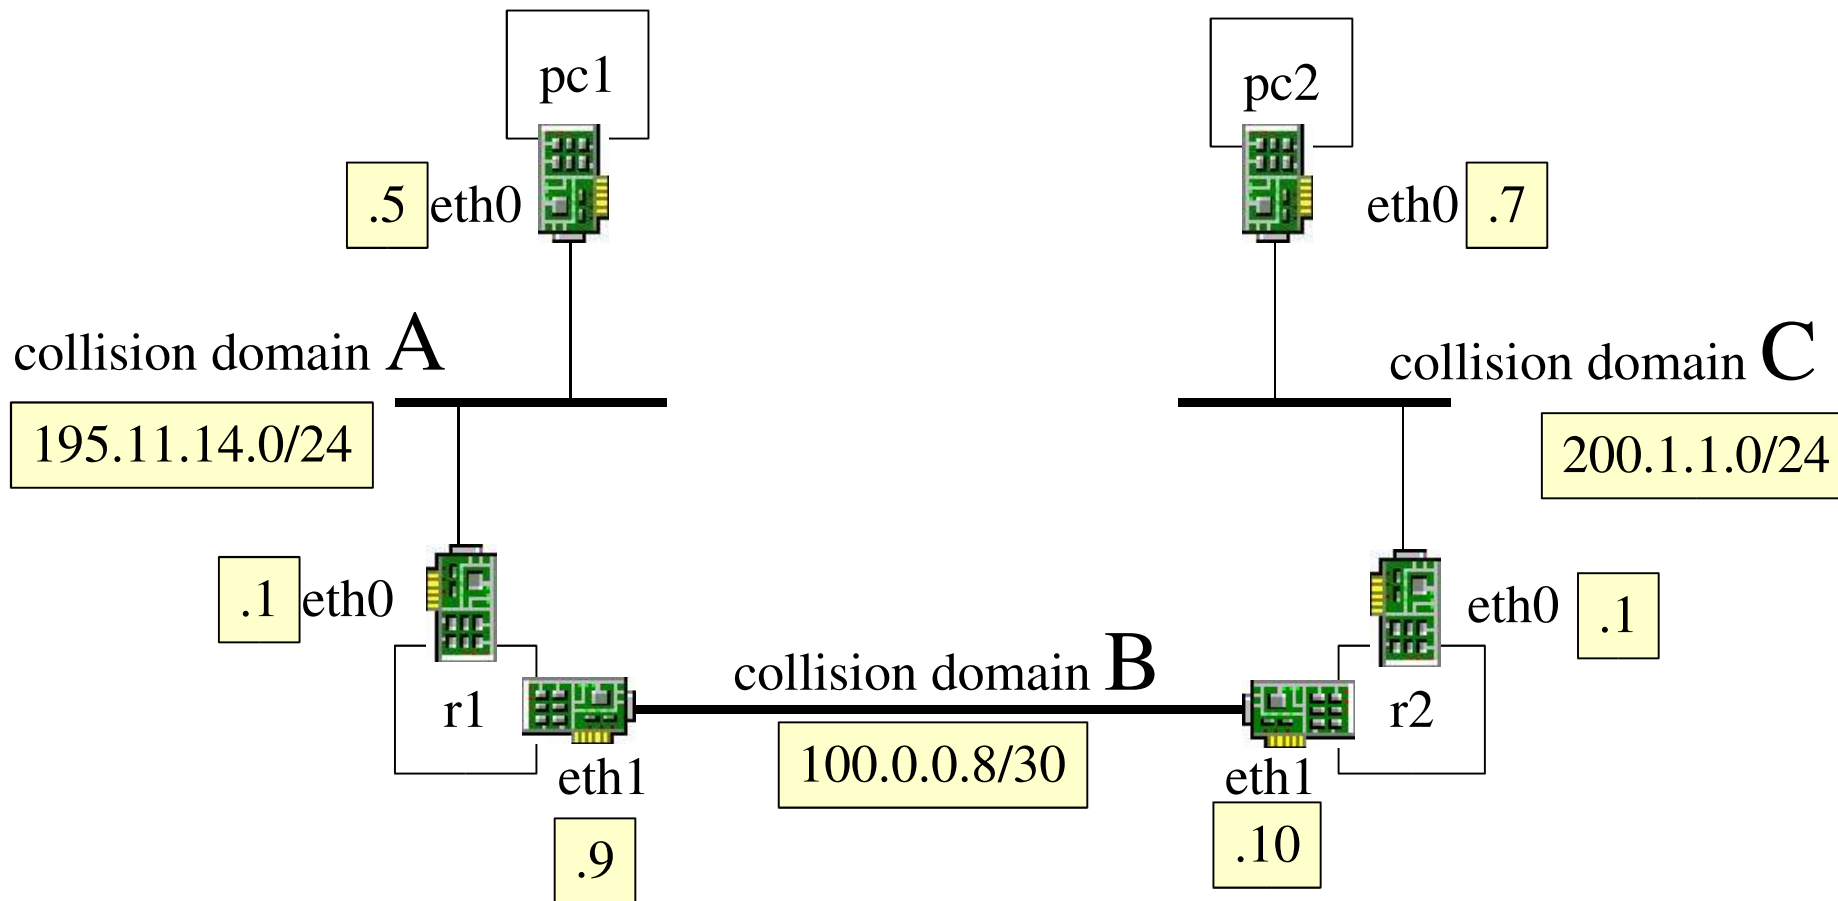 pc1
pc2
.5 eth0
eth0 .7
collision domain A
collision domain C
195.11.14.0/24
200.1.1.0/24
.1 eth0
eth0 .1
collision domain B
r1
r2
100.0.0.8/30
eth1
eth1
.9
.10